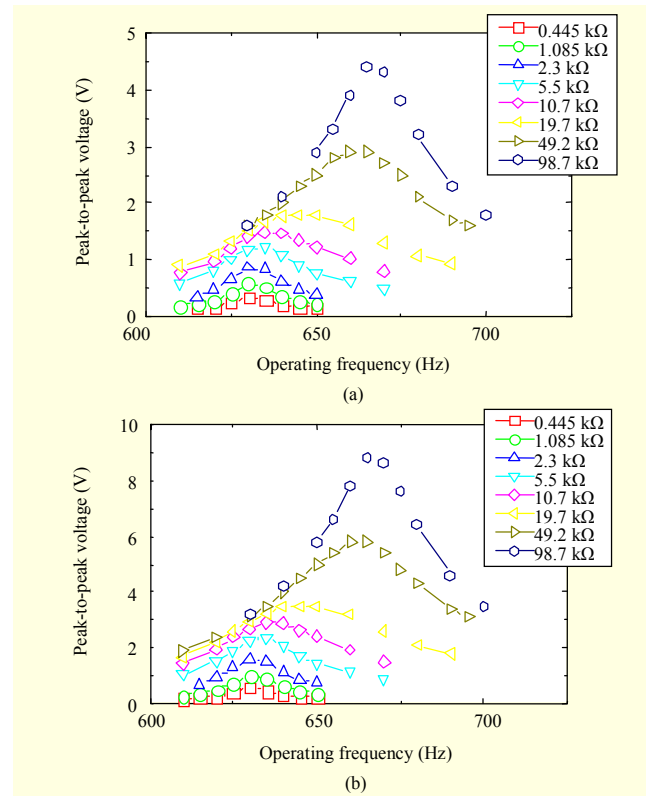 5
4
3
2
1
0
Peak-to-peak voltage (V)
600
650
700
Operating frequency (Hz)
0.445 kΩ
1.085 kΩ
2.3 kΩ
5.5 kΩ
10.7 kΩ
19.7 kΩ
49.2 kΩ
98.7 kΩ
(a)
10
8
6
4
2
0
Peak-to-peak voltage (V)
600
650
700
Operating frequency (Hz)
0.445 kΩ
1.085 kΩ
2.3 kΩ
5.5 kΩ
10.7 kΩ
19.7 kΩ
49.2 kΩ
98.7 kΩ
(b)